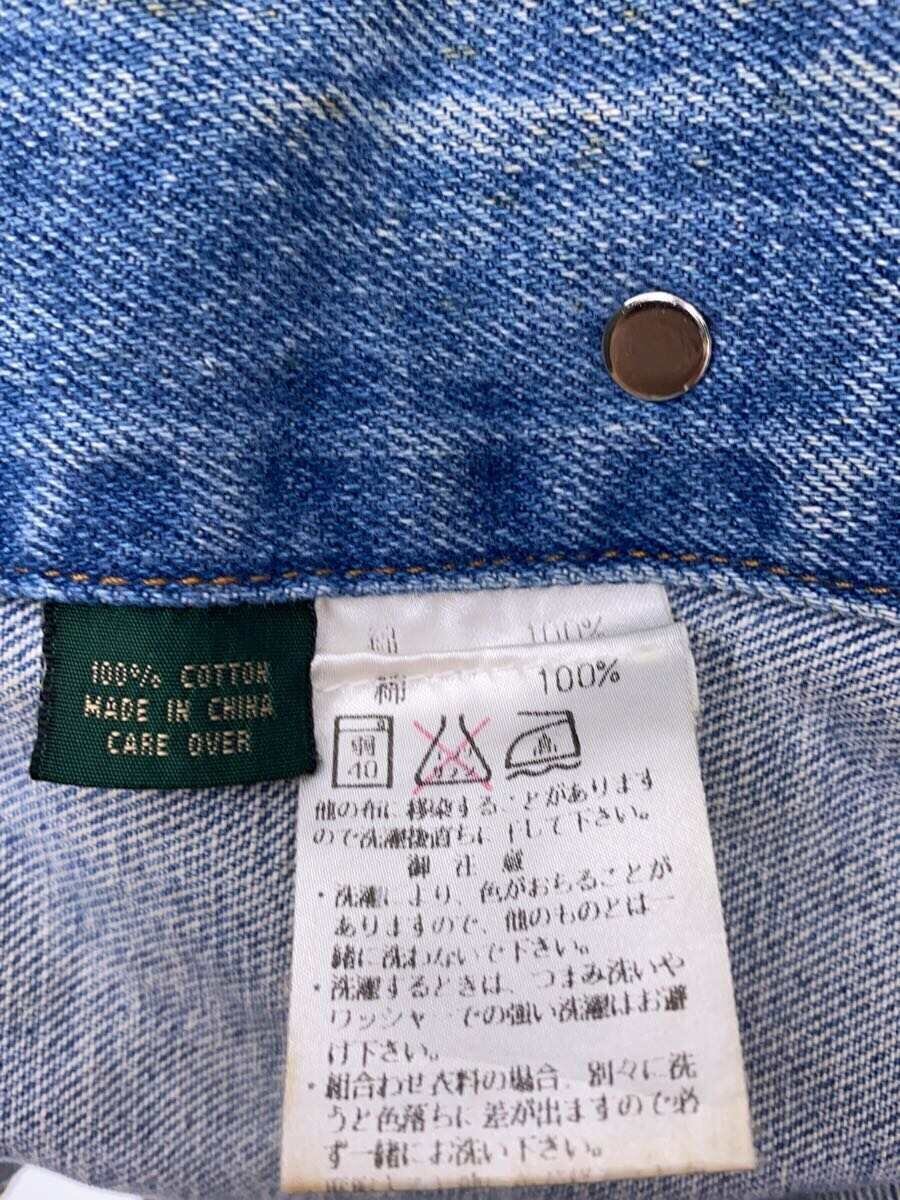 100% COTTON
MADE IN CHINA
CARE OVER
綿 100%
綿 100%
弱
40
高
他の布に移染することがあります
ので洗濯後直ちに干して下さい。
御注意
・洗濯により、色がおちることが
ありますので、他のものとは一
緒に洗わないで下さい。
・洗濯するときは、つまみ洗いや
ワッシャーでの強い洗濯はお避
け下さい。
・組合わせ衣料の場合、別々に洗
うと色落ちに差が出ますので必
ず一緒にお洗い下さい。